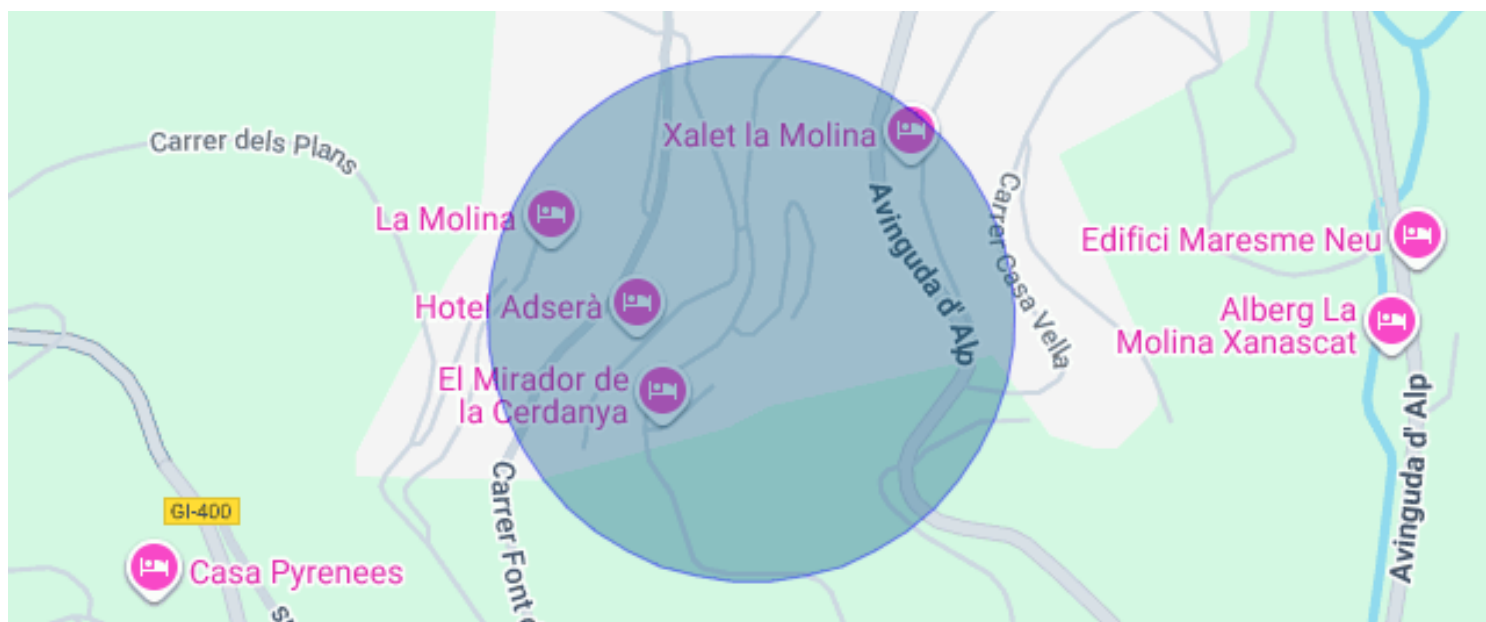 Carrer dels Plans
Xalet la Molina
La Molina
Avinguda d' Alp
Carrer Casa Vella
Edifici Maresme Neu
Hotel Adserà
Alberg La
Molina Xanascat
El Mirador de
la Cerdanya
Avinguda d' Alp
Carrer Font
GI-400
Casa Pyrenees